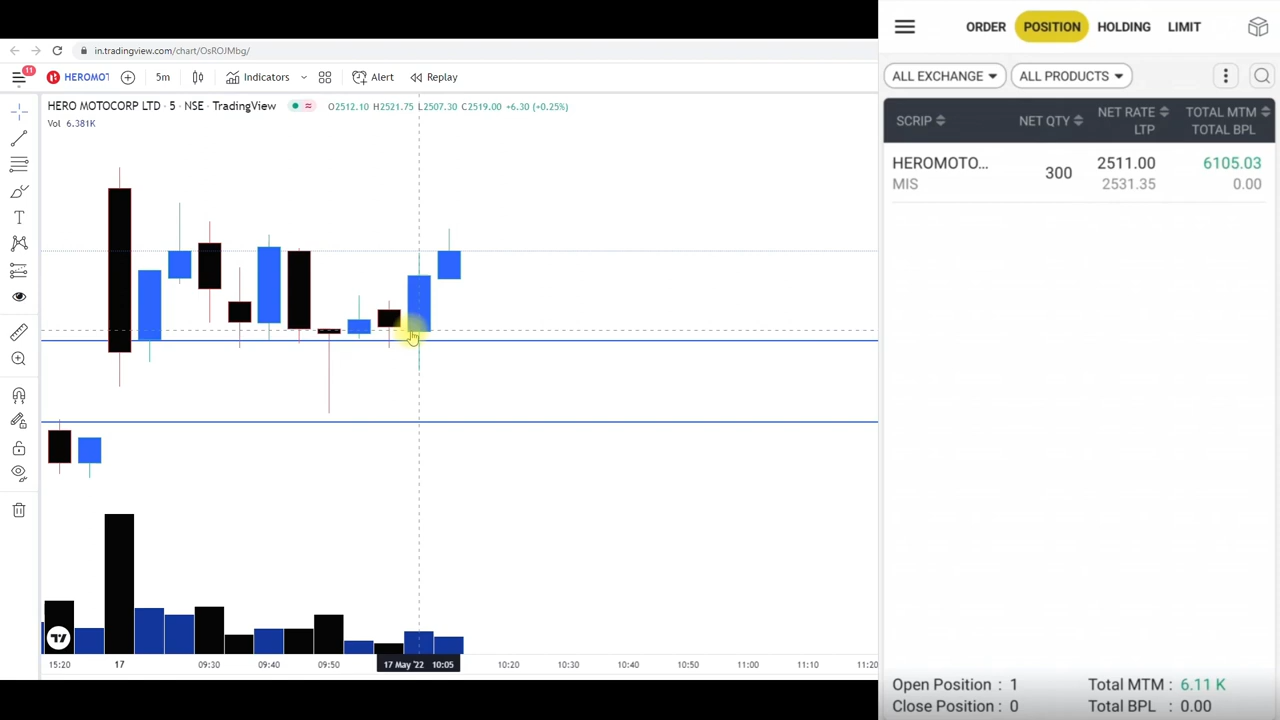 in.tradingview.com/chart/OsROJMbg/
11
HEROMOT
5m
Indicators
Alert
Replay
HERO MOTOCORP LTD · 5 · NSE · TradingView
O2512.10 H2521.75 L2507.30 C2519.00 +6.30 (+0.25%)
Vol 6.381K
15:20
17
09:30
09:40
09:50
17 May '22 10:05
10:20
10:30
10:40
10:50
11:00
11:10
11:20
ORDER
POSITION
HOLDING
LIMIT
ALL EXCHANGE
ALL PRODUCTS
SCRIP
NET QTY
NET RATE
LTP
TOTAL MTM
TOTAL BPL
HEROMOTO...
MIS
300
2511.00
2531.35
6105.03
0.00
Open Position : 1
Total MTM : 6.11 K
Close Position : 0
Total BPL : 0.00